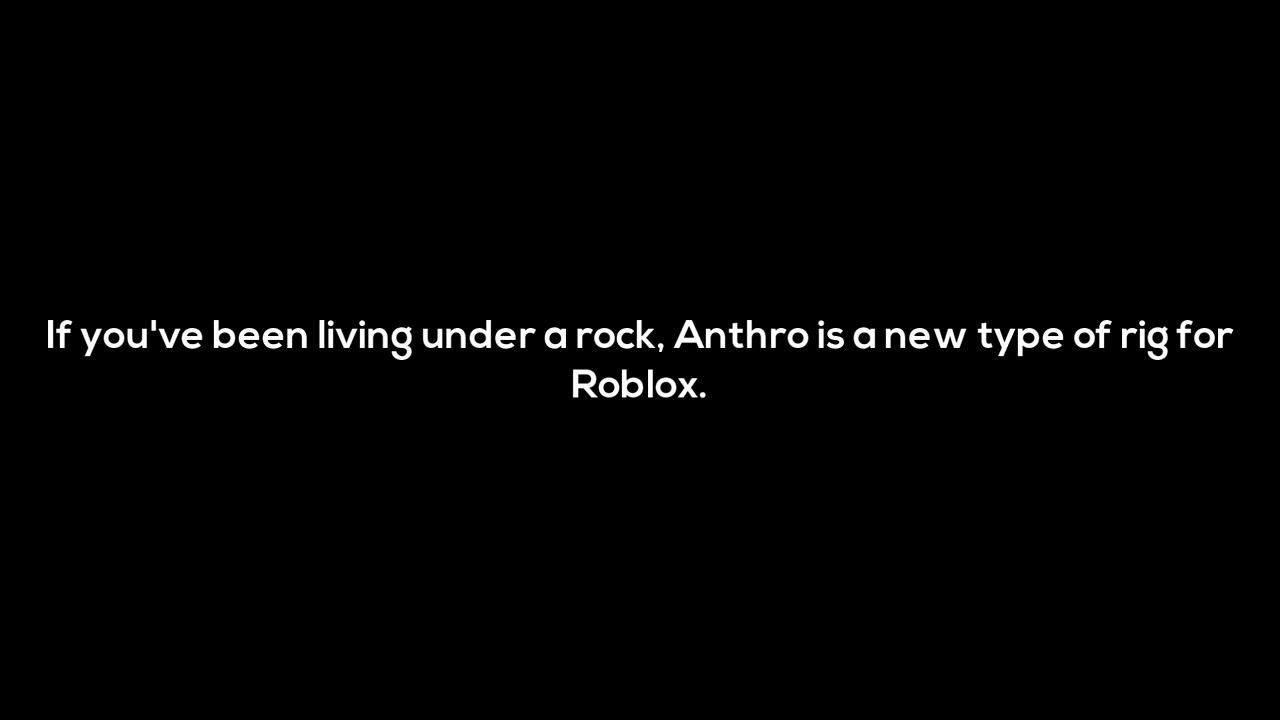 If you've been living under a rock, Anthro is a new type of rig for
Roblox.